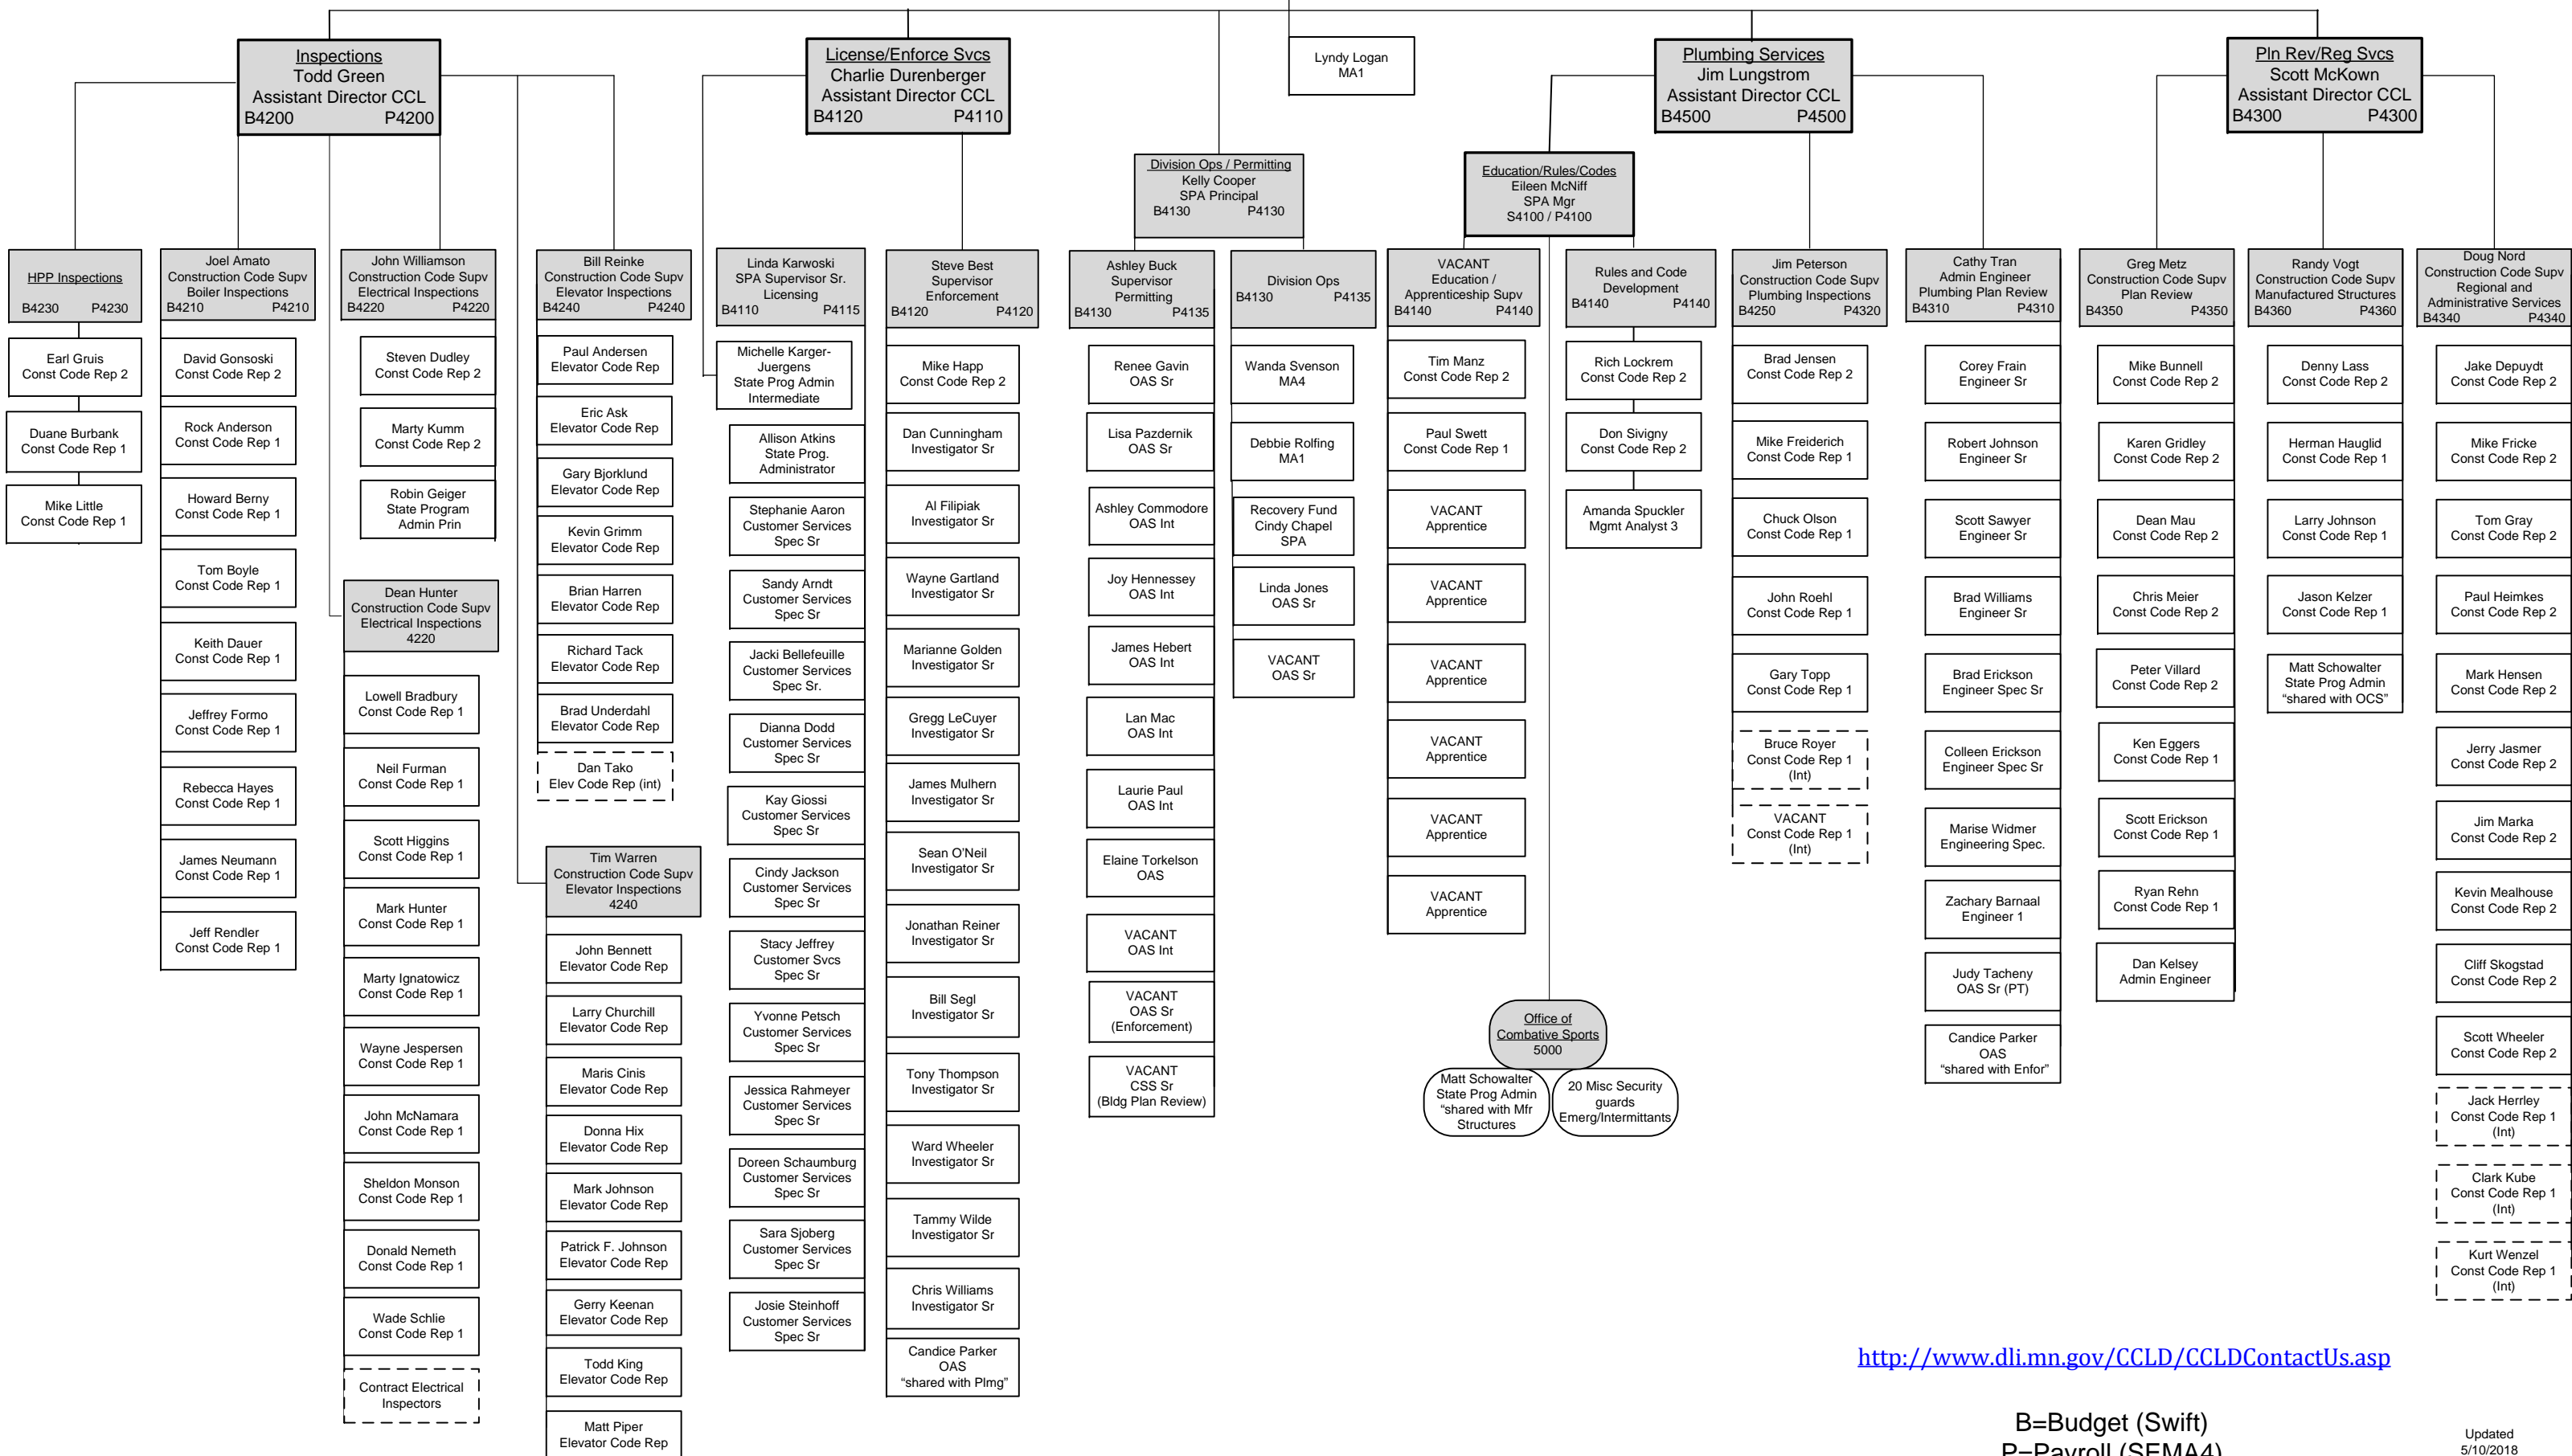 Inspections
Todd Green
Assistant Director CCL
B4200 P4200
License/Enforce Svcs
Charlie Durenberger
Assistant Director CCL
B4120 P4110
Lyndy Logan
MA1
Plumbing Services
Jim Lungstrom
Assistant Director CCL
B4500 P4500
Pln Rev/Reg Svcs
Scott McKown
Assistant Director CCL
B4300 P4300
Division Ops / Permitting
Kelly Cooper
SPA Principal
B4130 P4130
Education/Rules/Codes
Eileen McNiff
SPA Mgr
S4100 / P4100
HPP Inspections
B4230 P4230
Earl Gruis
Const Code Rep 2
Duane Burbank
Const Code Rep 1
Mike Little
Const Code Rep 1
Joel Amato
Construction Code Supv
Boiler Inspections
B4210 P4210
David Gonsoski
Const Code Rep 2
Rock Anderson
Const Code Rep 1
Howard Berny
Const Code Rep 1
Tom Boyle
Const Code Rep 1
Keith Dauer
Const Code Rep 1
Jeffrey Formo
Const Code Rep 1
Rebecca Hayes
Const Code Rep 1
James Neumann
Const Code Rep 1
Jeff Rendler
Const Code Rep 1
John Williamson
Construction Code Supv
Electrical Inspections
B4220 P4220
Steven Dudley
Const Code Rep 2
Marty Kumm
Const Code Rep 2
Robin Geiger
State Program
Admin Prin
Dean Hunter
Construction Code Supv
Electrical Inspections
4220
Lowell Bradbury
Const Code Rep 1
Neil Furman
Const Code Rep 1
Scott Higgins
Const Code Rep 1
Mark Hunter
Const Code Rep 1
Marty Ignatowicz
Const Code Rep 1
Wayne Jespersen
Const Code Rep 1
John McNamara
Const Code Rep 1
Sheldon Monson
Const Code Rep 1
Donald Nemeth
Const Code Rep 1
Wade Schlie
Const Code Rep 1
Contract Electrical
Inspectors
Bill Reinke
Construction Code Supv
Elevator Inspections
B4240 P4240
Paul Andersen
Elevator Code Rep
Eric Ask
Elevator Code Rep
Gary Bjorklund
Elevator Code Rep
Kevin Grimm
Elevator Code Rep
Brian Harren
Elevator Code Rep
Richard Tack
Elevator Code Rep
Brad Underdahl
Elevator Code Rep
Dan Tako
Elev Code Rep (int)
Tim Warren
Construction Code Supv
Elevator Inspections
4240
John Bennett
Elevator Code Rep
Larry Churchill
Elevator Code Rep
Maris Cinis
Elevator Code Rep
Donna Hix
Elevator Code Rep
Mark Johnson
Elevator Code Rep
Patrick F. Johnson
Elevator Code Rep
Gerry Keenan
Elevator Code Rep
Todd King
Elevator Code Rep
Matt Piper
Elevator Code Rep
Linda Karwoski
SPA Supervisor Sr.
Licensing
B4110 P4115
Michelle Karger-
Juergens
State Prog Admin
Intermediate
Allison Atkins
State Prog.
Administrator
Stephanie Aaron
Customer Services
Spec Sr
Sandy Arndt
Customer Services
Spec Sr
Jacki Bellefeuille
Customer Services
Spec Sr.
Dianna Dodd
Customer Services
Spec Sr
Kay Giossi
Customer Services
Spec Sr
Cindy Jackson
Customer Services
Spec Sr
Stacy Jeffrey
Customer Svcs
Spec Sr
Yvonne Petsch
Customer Services
Spec Sr
Jessica Rahmeyer
Customer Services
Spec Sr
Doreen Schaumburg
Customer Services
Spec Sr
Sara Sjoberg
Customer Services
Spec Sr
Josie Steinhoff
Customer Services
Spec Sr
Steve Best
Supervisor
Enforcement
B4120 P4120
Mike Happ
Const Code Rep 2
Dan Cunningham
Investigator Sr
Al Filipiak
Investigator Sr
Wayne Gartland
Investigator Sr
Marianne Golden
Investigator Sr
Gregg LeCuyer
Investigator Sr
James Mulhern
Investigator Sr
Sean O'Neil
Investigator Sr
Jonathan Reiner
Investigator Sr
Bill Segl
Investigator Sr
Tony Thompson
Investigator Sr
Ward Wheeler
Investigator Sr
Tammy Wilde
Investigator Sr
Chris Williams
Investigator Sr
Candice Parker
OAS
“shared with Plmg”
Ashley Buck
Supervisor
Permitting
B4130 P4135
Renee Gavin
OAS Sr
Lisa Pazdernik
OAS Sr
Ashley Commodore
OAS Int
Joy Hennessey
OAS Int
James Hebert
OAS Int
Lan Mac
OAS Int
Laurie Paul
OAS Int
Elaine Torkelson
OAS
VACANT
OAS Int
VACANT
OAS Sr
(Enforcement)
VACANT
CSS Sr
(Bldg Plan Review)
Division Ops
B4130 P4135
Wanda Svenson
MA4
Debbie Rolfing
MA1
Recovery Fund
Cindy Chapel
SPA
Linda Jones
OAS Sr
VACANT
OAS Sr
VACANT
Education /
Apprenticeship Supv
B4140 P4140
Tim Manz
Const Code Rep 2
Paul Swett
Const Code Rep 1
VACANT
Apprentice
VACANT
Apprentice
VACANT
Apprentice
VACANT
Apprentice
VACANT
Apprentice
VACANT
Apprentice
Rules and Code
Development
B4140 P4140
Rich Lockrem
Const Code Rep 2
Don Sivigny
Const Code Rep 2
Amanda Spuckler
Mgmt Analyst 3
Office of
Combative Sports
5000
Matt Schowalter
State Prog Admin
“shared with Mfr
Structures
20 Misc Security
guards
Emerg/Intermittants
Jim Peterson
Construction Code Supv
Plumbing Inspections
B4250 P4320
Brad Jensen
Const Code Rep 2
Mike Freiderich
Const Code Rep 1
Chuck Olson
Const Code Rep 1
John Roehl
Const Code Rep 1
Gary Topp
Const Code Rep 1
Bruce Royer
Const Code Rep 1
(Int)
VACANT
Const Code Rep 1
(Int)
Cathy Tran
Admin Engineer
Plumbing Plan Review
B4310 P4310
Corey Frain
Engineer Sr
Robert Johnson
Engineer Sr
Scott Sawyer
Engineer Sr
Brad Williams
Engineer Sr
Brad Erickson
Engineer Spec Sr
Colleen Erickson
Engineer Spec Sr
Marise Widmer
Engineering Spec.
Zachary Barnaal
Engineer 1
Judy Tacheny
OAS Sr (PT)
Candice Parker
OAS
“shared with Enfor”
Greg Metz
Construction Code Supv
Plan Review
B4350 P4350
Mike Bunnell
Const Code Rep 2
Karen Gridley
Const Code Rep 2
Dean Mau
Const Code Rep 2
Chris Meier
Const Code Rep 2
Peter Villard
Const Code Rep 2
Ken Eggers
Const Code Rep 1
Scott Erickson
Const Code Rep 1
Ryan Rehn
Const Code Rep 1
Dan Kelsey
Admin Engineer
Randy Vogt
Construction Code Supv
Manufactured Structures
B4360 P4360
Denny Lass
Const Code Rep 2
Herman Hauglid
Const Code Rep 1
Larry Johnson
Const Code Rep 1
Jason Kelzer
Const Code Rep 1
Matt Schowalter
State Prog Admin
“shared with OCS”
Doug Nord
Construction Code Supv
Regional and
Administrative Services
B4340 P4340
Jake Depuydt
Const Code Rep 2
Mike Fricke
Const Code Rep 2
Tom Gray
Const Code Rep 2
Paul Heimkes
Const Code Rep 2
Mark Hensen
Const Code Rep 2
Jerry Jasmer
Const Code Rep 2
Jim Marka
Const Code Rep 2
Kevin Mealhouse
Const Code Rep 2
Cliff Skogstad
Const Code Rep 2
Scott Wheeler
Const Code Rep 2
Jack Herrley
Const Code Rep 1
(Int)
Clark Kube
Const Code Rep 1
(Int)
Kurt Wenzel
Const Code Rep 1
(Int)
http://www.dli.mn.gov/CCLD/CCLDContactUs.asp
B=Budget (Swift)
P=Payroll (SEMA4)
Updated
5/10/2018